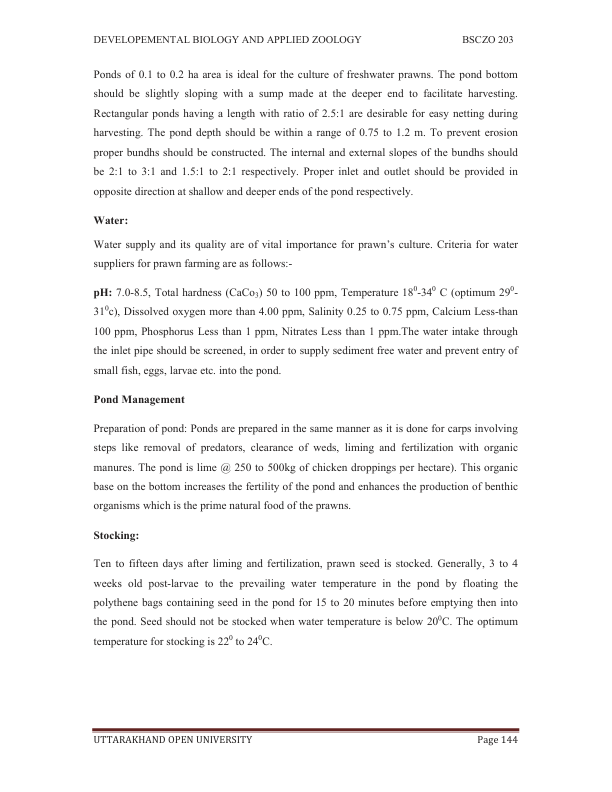 DEVELOPEMENTAL BIOLOGY AND APPLIED ZOOLOGY BSCZO 203
Ponds of 0.1 to 0.2 ha area is ideal for the culture of freshwater prawns. The pond bottom
should be slightly sloping with a sump made at the deeper end to facilitate harvesting.
Rectangular ponds having a length with ratio of 2.5:1 are desirable for easy netting during
harvesting. The pond depth should be within a range of 0.75 to 1.2 m. To prevent erosion
proper bundhs should be constructed. The internal and external slopes of the bundhs should
be 2:1 to 3:1 and 1.5:1 to 2:1 respectively. Proper inlet and outlet should be provided in
opposite direction at shallow and deeper ends of the pond respectively.
Water:
Water supply and its quality are of vital importance for prawn’s culture. Criteria for water
suppliers for prawn farming are as follows:-
pH: 7.0-8.5, Total hardness (CaCo₃) 50 to 100 ppm, Temperature 18⁰-34⁰ C (optimum 29⁰-
31⁰c), Dissolved oxygen more than 4.00 ppm, Salinity 0.25 to 0.75 ppm, Calcium Less-than
100 ppm, Phosphorus Less than 1 ppm, Nitrates Less than 1 ppm.The water intake through
the inlet pipe should be screened, in order to supply sediment free water and prevent entry of
small fish, eggs, larvae etc. into the pond.
Pond Management
Preparation of pond: Ponds are prepared in the same manner as it is done for carps involving
steps like removal of predators, clearance of weds, liming and fertilization with organic
manures. The pond is lime @ 250 to 500kg of chicken droppings per hectare). This organic
base on the bottom increases the fertility of the pond and enhances the production of benthic
organisms which is the prime natural food of the prawns.
Stocking:
Ten to fifteen days after liming and fertilization, prawn seed is stocked. Generally, 3 to 4
weeks old post-larvae to the prevailing water temperature in the pond by floating the
polythene bags containing seed in the pond for 15 to 20 minutes before emptying then into
the pond. Seed should not be stocked when water temperature is below 20⁰C. The optimum
temperature for stocking is 22⁰ to 24⁰C.
UTTARAKHAND OPEN UNIVERSITY Page 144